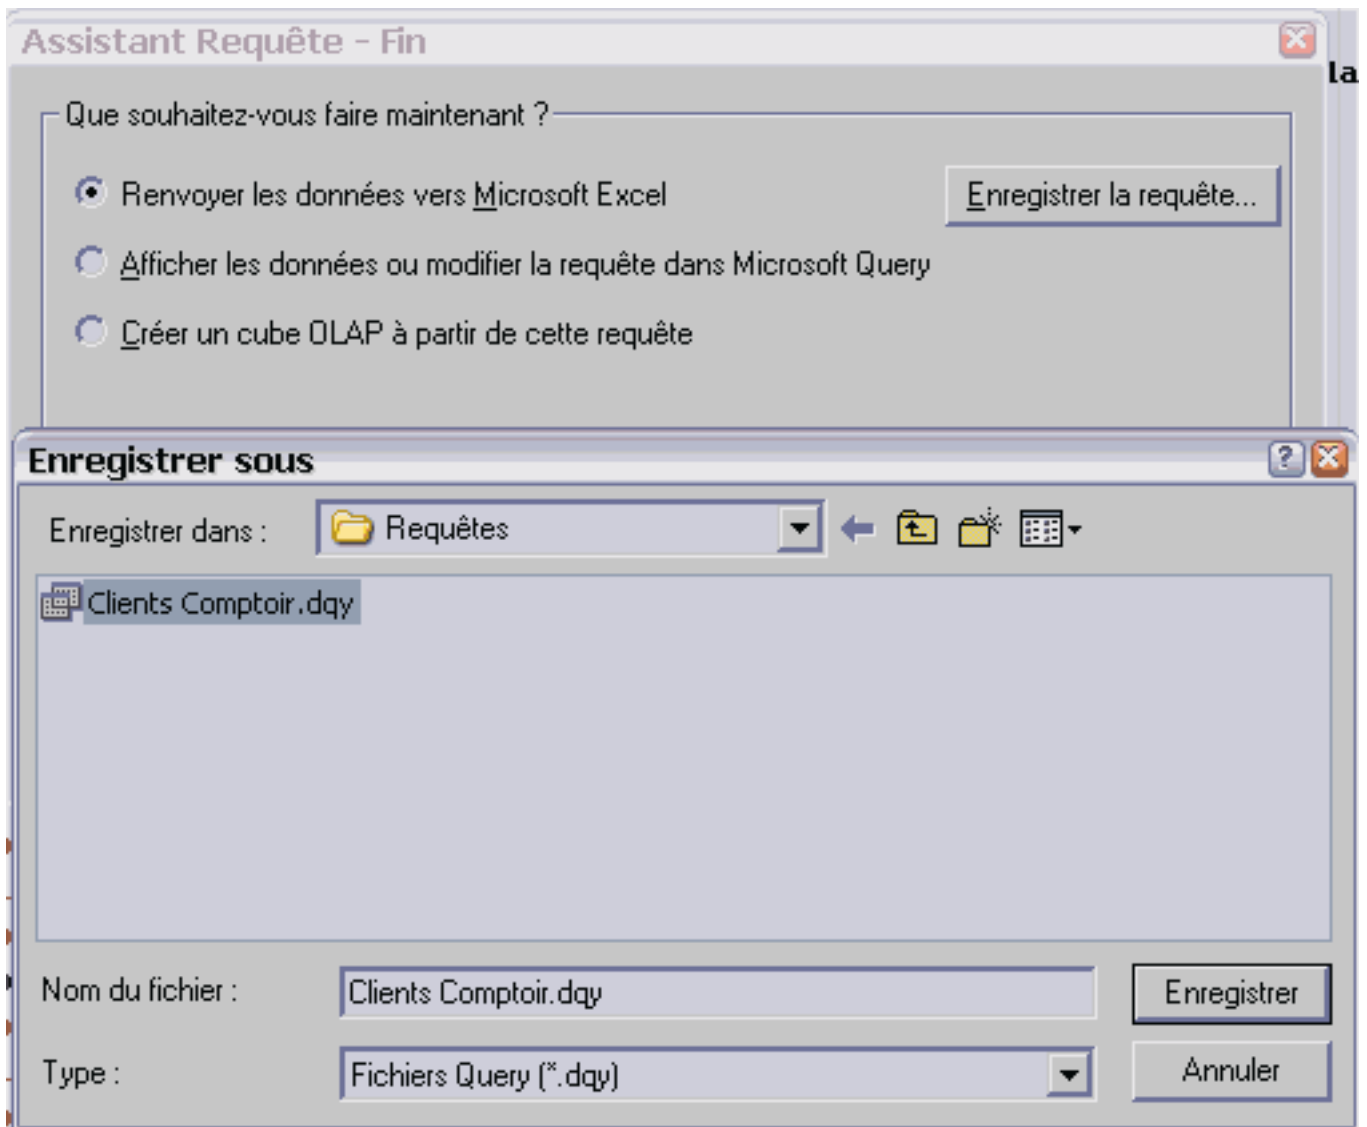 Assistant Requête - Fin
la
Que souhaitez-vous faire maintenant ?
Renvoyer les données vers Microsoft Excel
Enregistrer la requête...
Afficher les données ou modifier la requête dans Microsoft Query
Créer un cube OLAP à partir de cette requête
Enregistrer sous
Enregistrer dans :
Requêtes
Clients Comptoir.dqy
Nom du fichier :
Clients Comptoir.dqy
Enregistrer
Type :
Fichiers Query (*.dqy)
Annuler